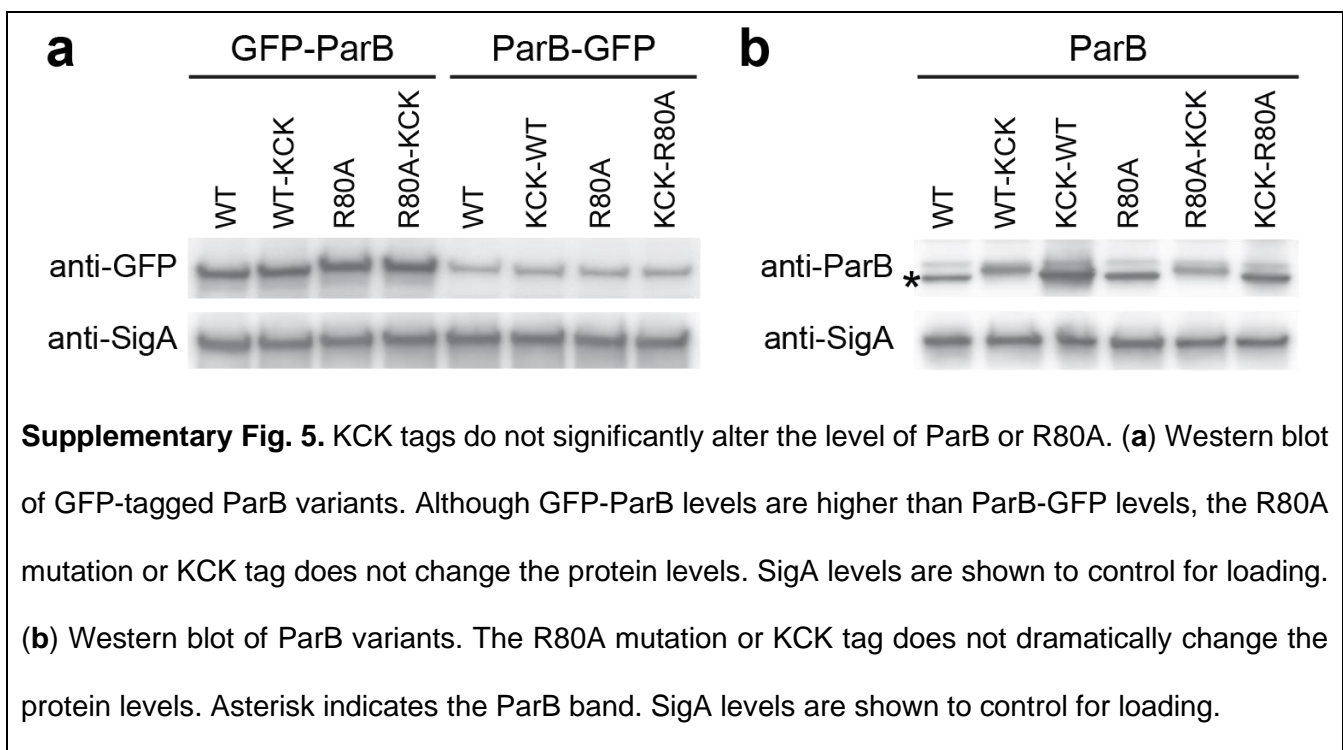 a
GFP-ParB
ParB-GFP
WT
WT-KCK
R80A
R80A-KCK
WT
KCK-WT
R80A
KCK-R80A
anti-GFP
anti-SigA
b
ParB
WT
WT-KCK
KCK-WT
R80A
R80A-KCK
KCK-R80A
anti-ParB
*
anti-SigA
Supplementary Fig. 5. KCK tags do not significantly alter the level of ParB or R80A. (a) Western blot
of GFP-tagged ParB variants. Although GFP-ParB levels are higher than ParB-GFP levels, the R80A
mutation or KCK tag does not change the protein levels. SigA levels are shown to control for loading.
(b) Western blot of ParB variants. The R80A mutation or KCK tag does not dramatically change the
protein levels. Asterisk indicates the ParB band. SigA levels are shown to control for loading.